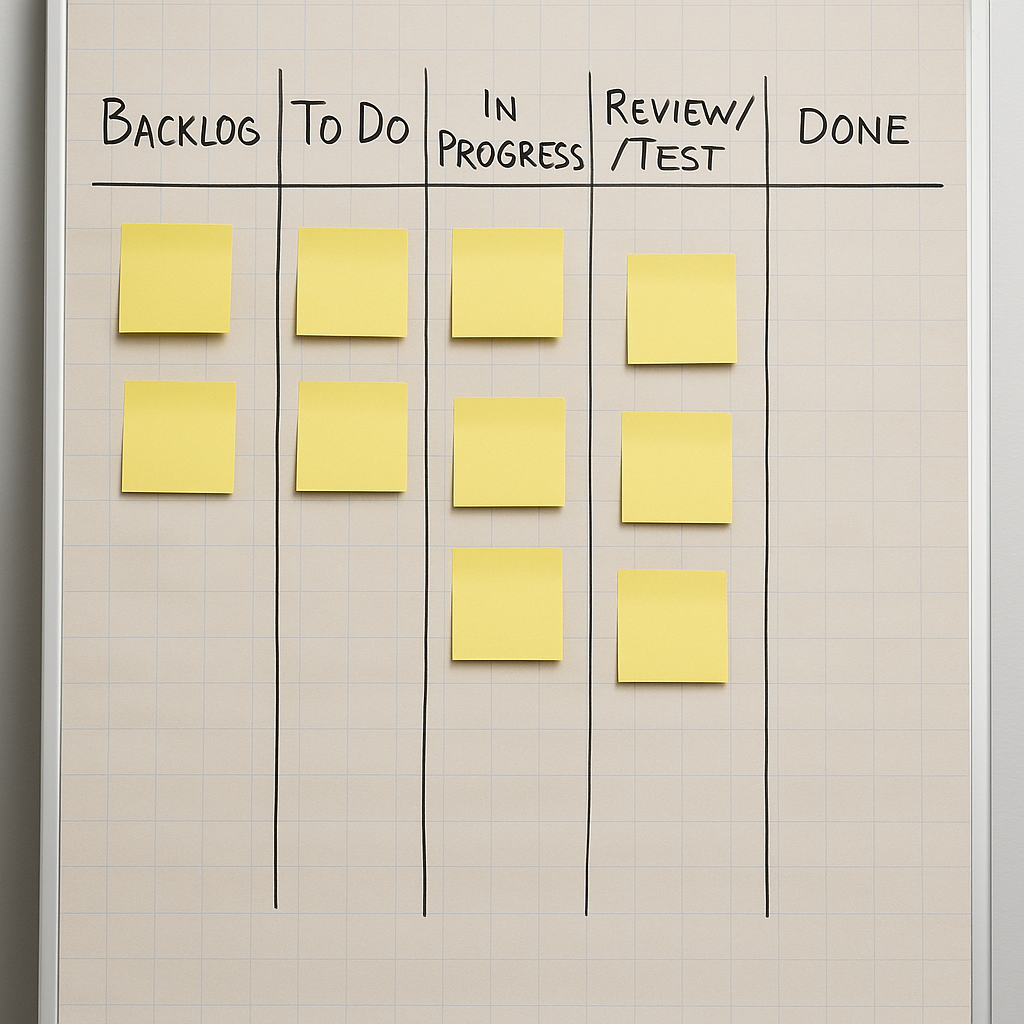 BACKLOG
TO DO
IN
PROGRESS
REVIEW/
/TEST
DONE